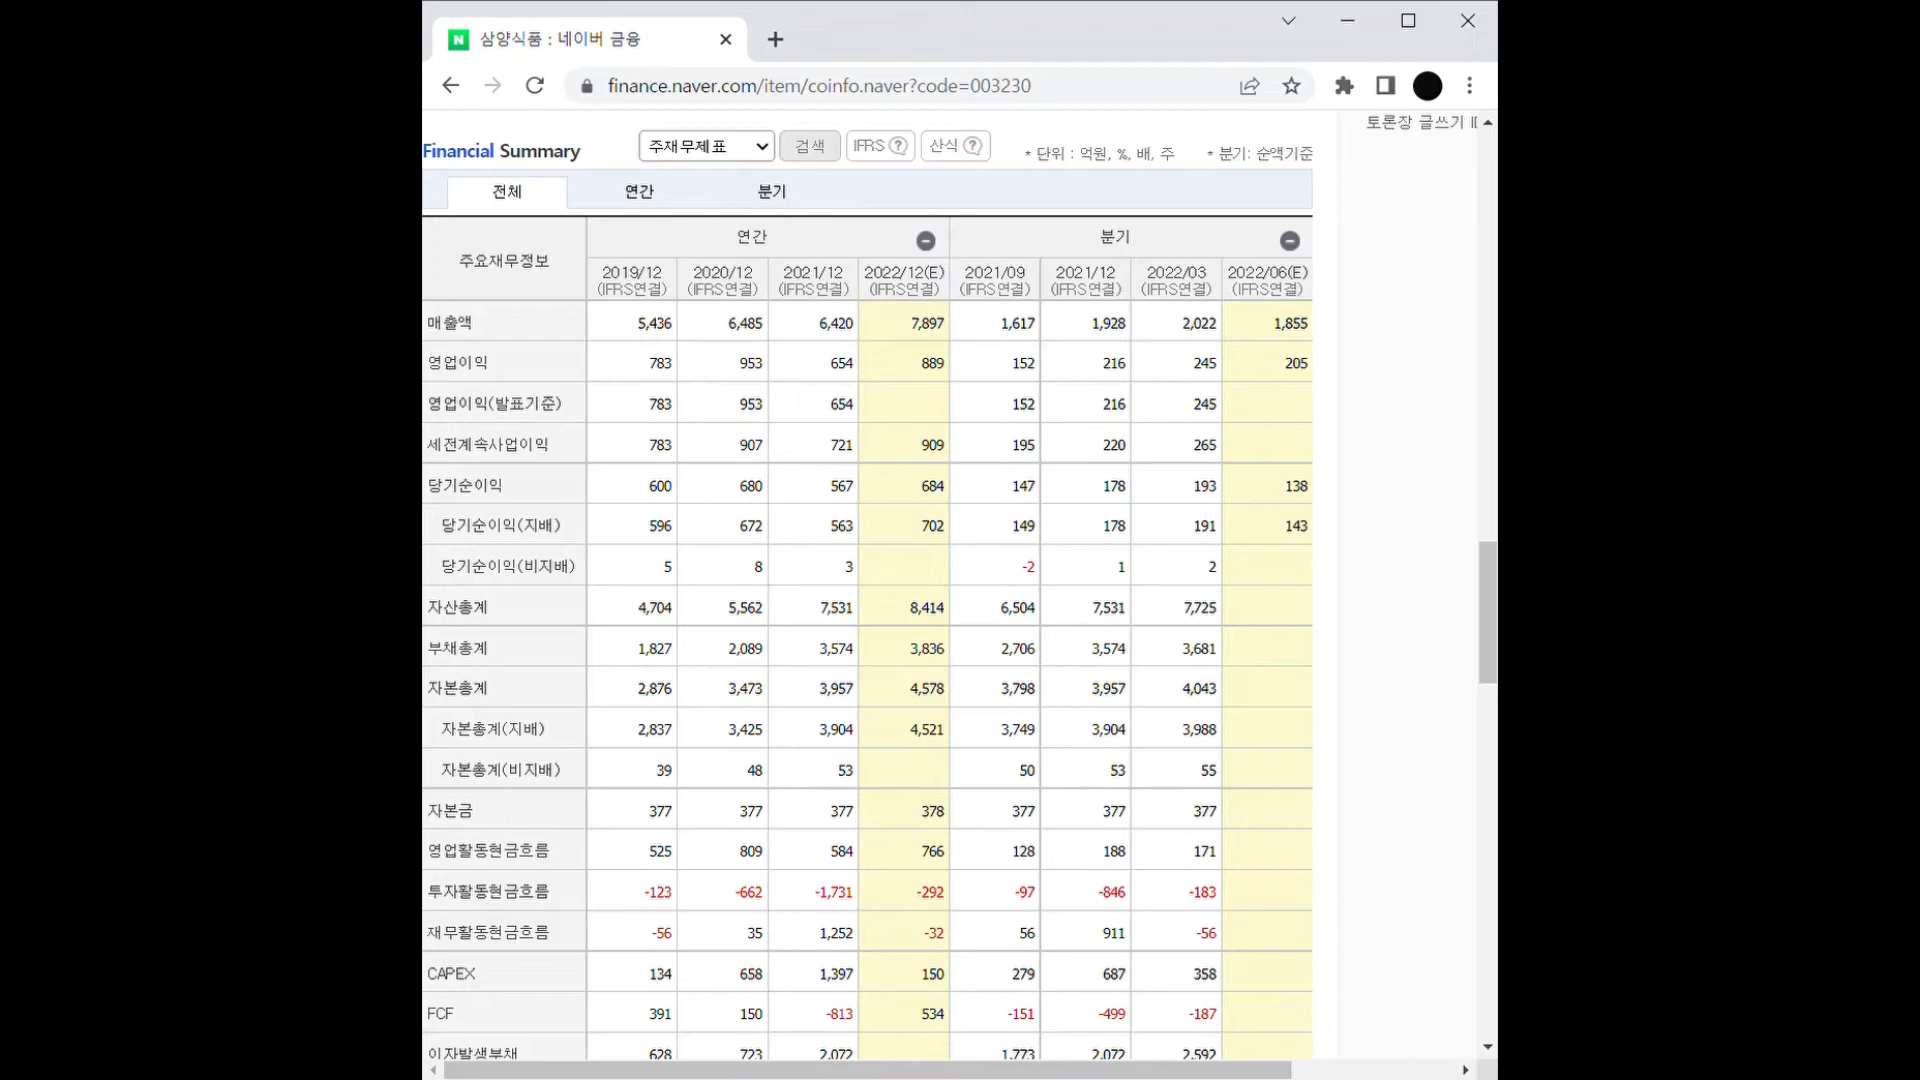 삼양식품 : 네이버 금융
finance.naver.com/item/coinfo.naver?code=003230
토론장 글쓰기
Financial Summary 주재무제표 검색 IFRS ? 산식 ? * 단위 : 억원, %, 배, 주 * 분기: 순액기준
전체 연간 분기
주요재무정보 연간 분기
2019/12 2020/12 2021/12 2022/12(E) 2021/09 2021/12 2022/03 2022/06(E)
(IFRS연결) (IFRS연결) (IFRS연결) (IFRS연결) (IFRS연결) (IFRS연결) (IFRS연결) (IFRS연결)
매출액 5,436 6,485 6,420 7,897 1,617 1,928 2,022 1,855
영업이익 783 953 654 889 152 216 245 205
영업이익(발표기준) 783 953 654 152 216 245
세전계속사업이익 783 907 721 909 195 220 265
당기순이익 600 680 567 684 147 178 193 138
당기순이익(지배) 596 672 563 702 149 178 191 143
당기순이익(비지배) 5 8 3 -2 1 2
자산총계 4,704 5,562 7,531 8,414 6,504 7,531 7,725
부채총계 1,827 2,089 3,574 3,836 2,706 3,574 3,681
자본총계 2,876 3,473 3,957 4,578 3,798 3,957 4,043
자본총계(지배) 2,837 3,425 3,904 4,521 3,749 3,904 3,988
자본총계(비지배) 39 48 53 50 53 55
자본금 377 377 377 378 377 377 377
영업활동현금흐름 525 809 584 766 128 188 171
투자활동현금흐름 -123 -662 -1,731 -292 -97 -846 -183
재무활동현금흐름 -56 35 1,252 -32 56 911 -56
CAPEX 134 658 1,397 150 279 687 358
FCF 391 150 -813 534 -151 -499 -187
이자발생부채 628 723 2,072 1,773 2,072 2,592